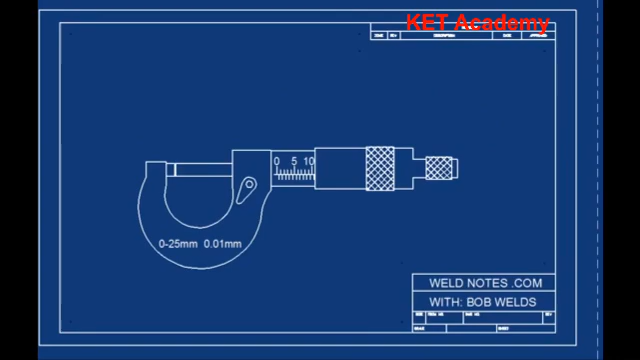 KET Academy
0 5 10
0-25mm 0.01mm
WELD NOTES .COM
WITH: BOB WELDS